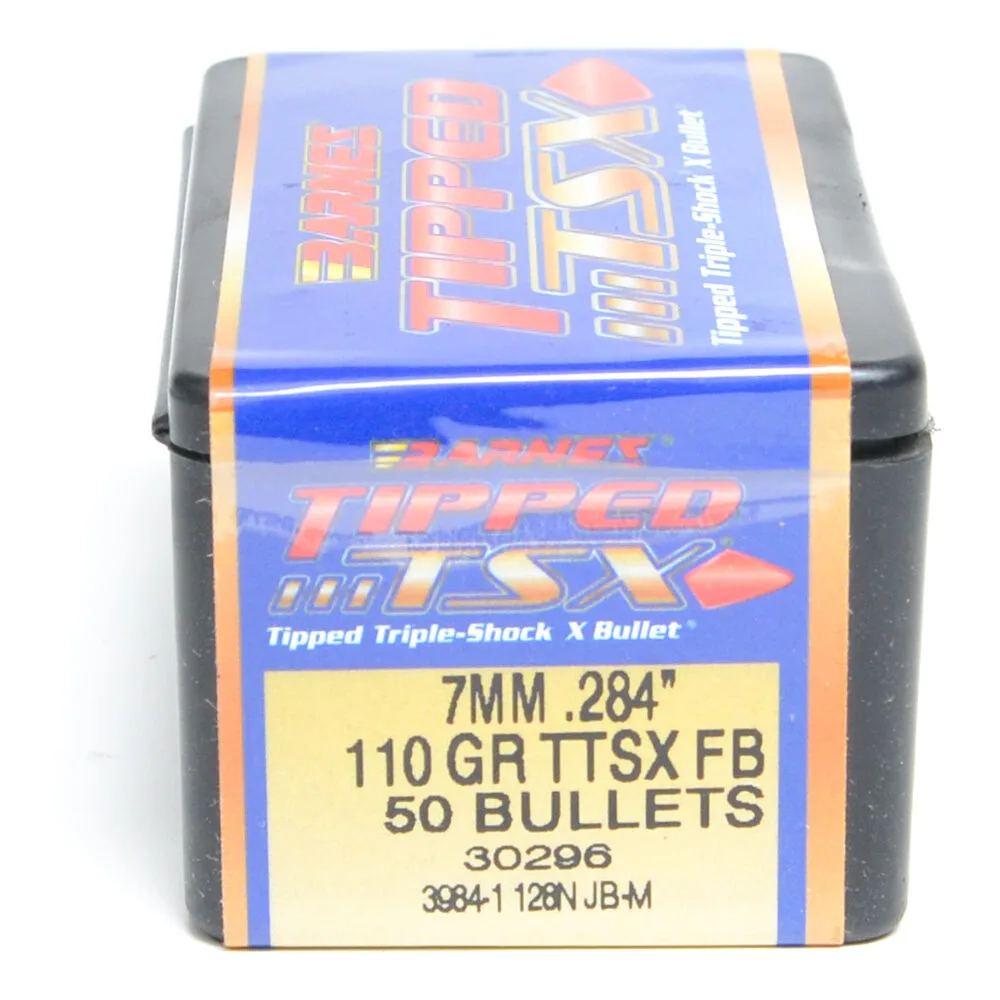 BARNES
TIPPED
TSX
Tipped Triple-Shock X Bullet®
BARNES®
TIPPED
TSX®
Tipped Triple-Shock X Bullet®
7MM .284"
110 GR TTSX FB
50 BULLETS
30296
3984-1 128N JB-M